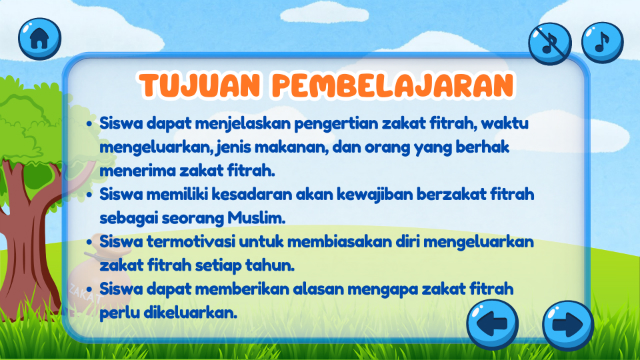 TUJUAN PEMBELAJARAN
• Siswa dapat menjelaskan pengertian zakat fitrah, waktu
mengeluarkan, jenis makanan, dan orang yang berhak
menerima zakat fitrah.
• Siswa memiliki kesadaran akan kewajiban berzakat fitrah
sebagai seorang Muslim.
• Siswa termotivasi untuk membiasakan diri mengeluarkan
zakat fitrah setiap tahun.
• Siswa dapat memberikan alasan mengapa zakat fitrah
perlu dikeluarkan.
ZAKAT